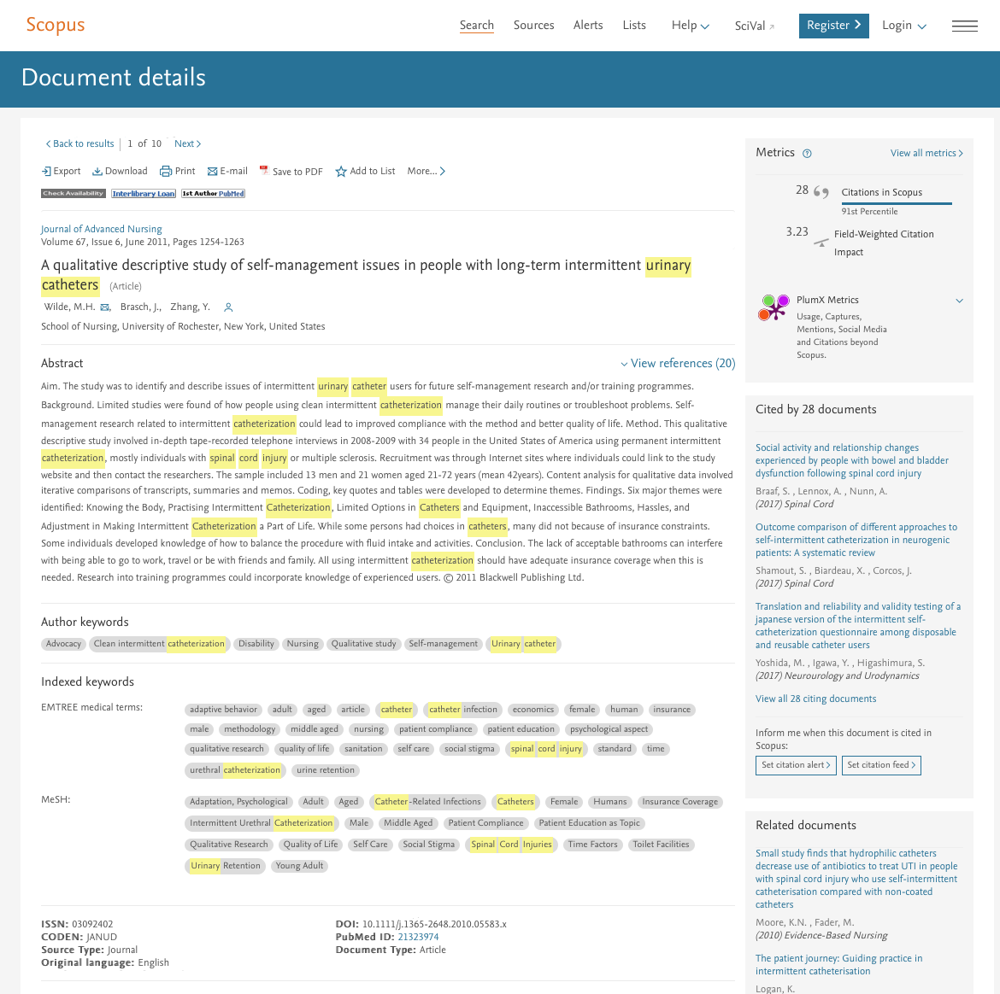 Scopus
Search Sources Alerts Lists Help SciVal Register Login
Document details
Back to results 1 of 10 Next
Export Download Print E-mail Save to PDF Add to List More...
Check Availability Interlibrary Loan 1st Author PubMed
Journal of Advanced Nursing
Volume 67, Issue 6, June 2011, Pages 1254-1263
A qualitative descriptive study of self-management issues in people with long-term intermittent urinary
catheters (Article)
Wilde, M.H. , Brasch, J., Zhang, Y.
School of Nursing, University of Rochester, New York, United States
Abstract
View references (20)
Aim. The study was to identify and describe issues of intermittent urinary catheter users for future self-management research and/or training programmes.
Background. Limited studies were found of how people using clean intermittent catheterization manage their daily routines or troubleshoot problems. Self-
management research related to intermittent catheterization could lead to improved compliance with the method and better quality of life. Method. This qualitative
descriptive study involved in-depth tape-recorded telephone interviews in 2008-2009 with 34 people in the United States of America using permanent intermittent
catheterization, mostly individuals with spinal cord injury or multiple sclerosis. Recruitment was through Internet sites where individuals could link to the study
website and then contact the researchers. The sample included 13 men and 21 women aged 21-72 years (mean 42years). Content analysis for qualitative data involved
iterative comparisons of transcripts, summaries and memos. Coding, key quotes and tables were developed to determine themes. Findings. Six major themes were
identified: Knowing the Body, Practising Intermittent Catheterization, Limited Options in Catheters and Equipment, Inaccessible Bathrooms, Hassles, and
Adjustment in Making Intermittent Catheterization a Part of Life. While some persons had choices in catheters, many did not because of insurance constraints.
Some individuals developed knowledge of how to balance the procedure with fluid intake and activities. Conclusion. The lack of acceptable bathrooms can interfere
with being able to go to work, travel or be with friends and family. All using intermittent catheterization should have adequate insurance coverage when this is
needed. Research into training programmes could incorporate knowledge of experienced users. © 2011 Blackwell Publishing Ltd.
Author keywords
Advocacy Clean intermittent catheterization Disability Nursing Qualitative study Self-management Urinary catheter
Indexed keywords
EMTREE medical terms: adaptive behavior adult aged article catheter catheter infection economics female human insurance
male methodology middle aged nursing patient compliance patient education psychological aspect
qualitative research quality of life sanitation self care social stigma spinal cord injury standard time
urethral catheterization urine retention
MeSH: Adaptation, Psychological Adult Aged Catheter-Related Infections Catheters Female Humans Insurance Coverage
Intermittent Urethral Catheterization Male Middle Aged Patient Compliance Patient Education as Topic
Qualitative Research Quality of Life Self Care Social Stigma Spinal Cord Injuries Time Factors Toilet Facilities
Urinary Retention Young Adult
ISSN: 03092402
CODEN: JANUD
Source Type: Journal
Original language: English
DOI: 10.1111/j.1365-2648.2010.05583.x
PubMed ID: 21323974
Document Type: Article
Metrics View all metrics
28 Citations in Scopus
91st Percentile
3.23 Field-Weighted Citation
Impact
PlumX Metrics
Usage, Captures,
Mentions, Social Media
and Citations beyond
Scopus.
Cited by 28 documents
Social activity and relationship changes
experienced by people with bowel and bladder
dysfunction following spinal cord injury
Braaf, S. , Lennox, A. , Nunn, A.
(2017) Spinal Cord
Outcome comparison of different approaches to
self-intermittent catheterization in neurogenic
patients: A systematic review
Shamout, S. , Biardeau, X. , Corcos, J.
(2017) Spinal Cord
Translation and reliability and validity testing of a
japanese version of the intermittent self-
catheterization questionnaire among disposable
and reusable catheter users
Yoshida, M. , Igawa, Y. , Higashimura, S.
(2017) Neurourology and Urodynamics
View all 28 citing documents
Inform me when this document is cited in
Scopus:
Set citation alert Set citation feed
Related documents
Small study finds that hydrophilic catheters
decrease use of antibiotics to treat UTI in people
with spinal cord injury who use self-intermittent
catheterisation compared with non-coated
catheters
Moore, K.N. , Fader, M.
(2010) Evidence-Based Nursing
The patient journey: Guiding practice in
intermittent catheterisation
Logan, K.